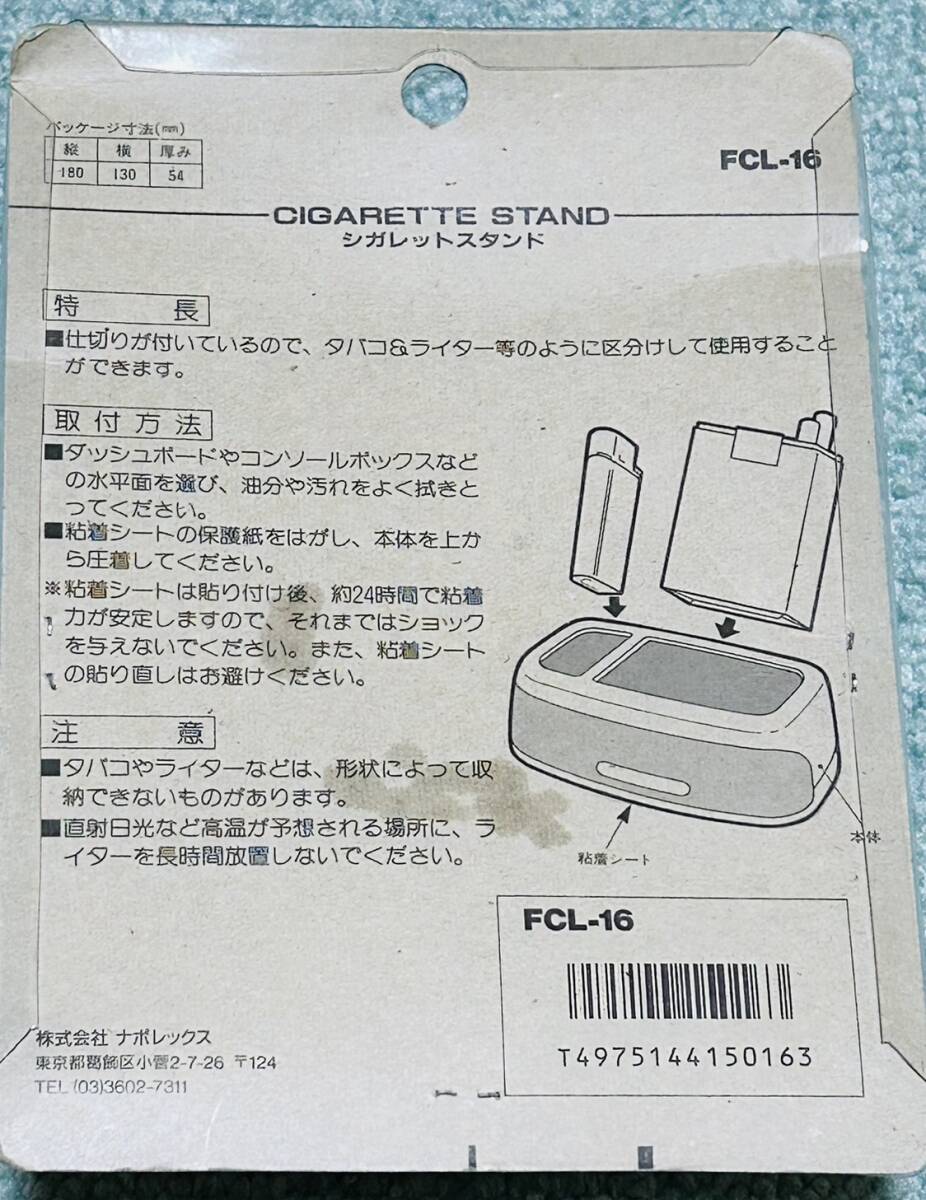 パッケージ寸法(㎜)
縦 横 厚み
180 130 54
FCL-16
CIGARETTE STAND
シガレットスタンド
特長
■仕切りが付いているので、タバコ&ライター等のように区分けして使用すること
ができます。
取付方法
■ダッシュボードやコンソールボックスなど
の水平面を選び、油分や汚れをよく拭きと
ってください。
■粘着シートの保護紙をはがし、本体を上か
ら圧着してください。
※粘着シートは貼り付け後、約24時間で粘着
力が安定しますので、それまではショック
を与えないでください。また、粘着シート
の貼り直しはお避けください。
注意
■タバコやライターなどは、形状によって収
納できないものがあります。
■直射日光など高温が予想される場所に、ラ
イターを長時間放置しないでください。
本体
粘着シート
FCL-16
T4975144150163
株式会社 ナポレックス
東京都葛飾区小菅2-7-26 〒124
TEL (03)3602-7311